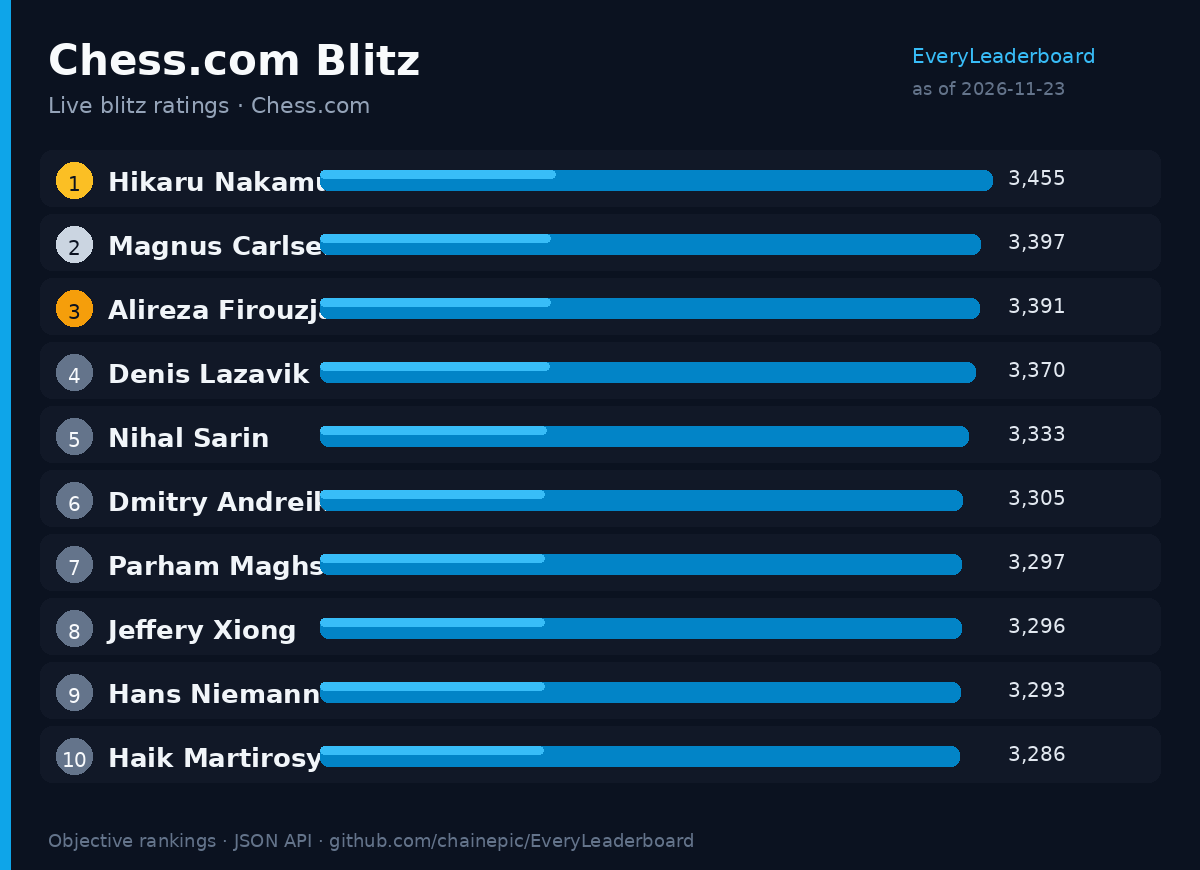 Chess.com Blitz
EveryLeaderboard
Live blitz ratings · Chess.com
as of 2026-11-23
1 Hikaru Nakamu 3,455
2 Magnus Carlse 3,397
3 Alireza Firouzja 3,391
4 Denis Lazavik 3,370
5 Nihal Sarin 3,333
6 Dmitry Andreik 3,305
7 Parham Maghs 3,297
8 Jeffery Xiong 3,296
9 Hans Niemann 3,293
10 Haik Martirosy 3,286
Objective rankings · JSON API · github.com/chainepic/EveryLeaderboard